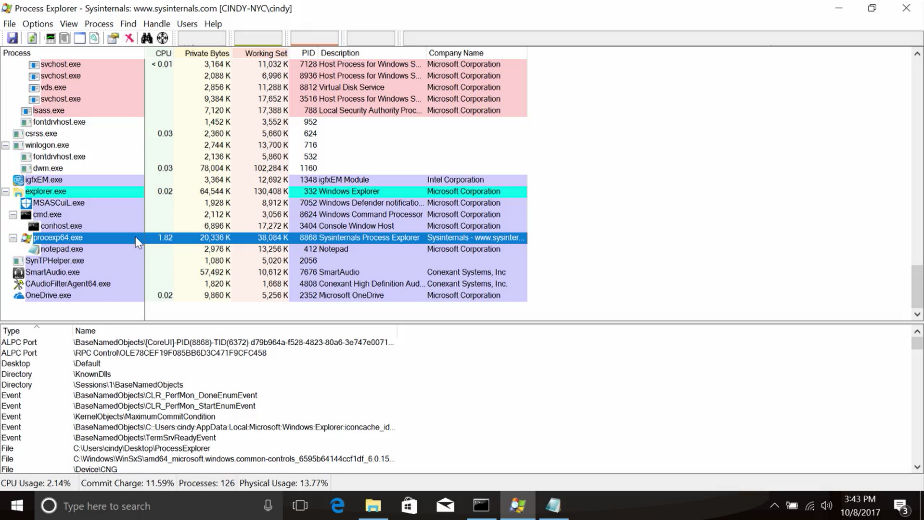 Process Explorer - Sysinternals: www.sysinternals.com [CINDY-NYC\cindy]
File Options View Process Find Handle Users Help
Process CPU Private Bytes Working Set PID Description Company Name
svchost.exe < 0.01 3,164 K 11,032 K 7128 Host Process for Windows S... Microsoft Corporation
svchost.exe 2,088 K 6,996 K 8936 Host Process for Windows S... Microsoft Corporation
vds.exe 2,856 K 11,288 K 8812 Virtual Disk Service Microsoft Corporation
svchost.exe 9,384 K 17,652 K 3516 Host Process for Windows S... Microsoft Corporation
lsass.exe 7,120 K 17,388 K 788 Local Security Authority Proc... Microsoft Corporation
fontdrvhost.exe 1,452 K 3,552 K 952
csrss.exe 0.03 2,360 K 5,660 K 624
winlogon.exe 2,744 K 13,700 K 716
fontdrvhost.exe 2,136 K 5,860 K 532
dwm.exe 0.03 78,004 K 102,284 K 1160
igfxEM.exe 3,364 K 12,692 K 1348 igfxEM Module Intel Corporation
explorer.exe 0.02 64,544 K 130,408 K 332 Windows Explorer Microsoft Corporation
MSASCuiL.exe 1,928 K 8,912 K 7052 Windows Defender notificatio... Microsoft Corporation
cmd.exe 2,112 K 3,056 K 8624 Windows Command Processor Microsoft Corporation
conhost.exe 6,896 K 17,272 K 3404 Console Window Host Microsoft Corporation
procexp64.exe 1.82 20,336 K 38,084 K 8868 Sysinternals Process Explorer Sysinternals - www.sysinter...
notepad.exe 2,976 K 13,256 K 412 Notepad Microsoft Corporation
SynTPHelper.exe 1,080 K 5,020 K 2056
SmartAudio.exe 57,492 K 10,612 K 7676 SmartAudio Conexant Systems, Inc
CAudioFilterAgent64.exe 1,820 K 1,668 K 4808 Conexant High Definition Aud... Conexant Systems, Inc.
OneDrive.exe 0.02 9,860 K 5,256 K 2352 Microsoft OneDrive Microsoft Corporation
Type Name
ALPC Port \BaseNamedObjects\[CoreUI]-PID(8868)-TID(6372) d79b964a-f528-4823-80a6-3e747e0071...
ALPC Port \RPC Control\OLE78CEF19F085BB6D3C471F9CFC458
Desktop \Default
Directory \KnownDlls
Directory \Sessions\1\BaseNamedObjects
Event \BaseNamedObjects\CLR_PerfMon_DoneEnumEvent
Event \BaseNamedObjects\CLR_PerfMon_StartEnumEvent
Event \KernelObjects\MaximumCommitCondition
Event \BaseNamedObjects\C::Users:cindy:AppData:Local:Microsoft:Windows:Explorer:iconcache_id...
Event \BaseNamedObjects\TermSrvReadyEvent
File C:\Users\cindy\Desktop\ProcessExplorer
File C:\Windows\WinSxS\amd64_microsoft.windows.common-controls_6595b64144ccf1df_6.0.15...
File \Device\CNG
CPU Usage: 2.14% Commit Charge: 11.59% Processes: 126 Physical Usage: 13.77%
Type here to search
3:43 PM
10/8/2017
3